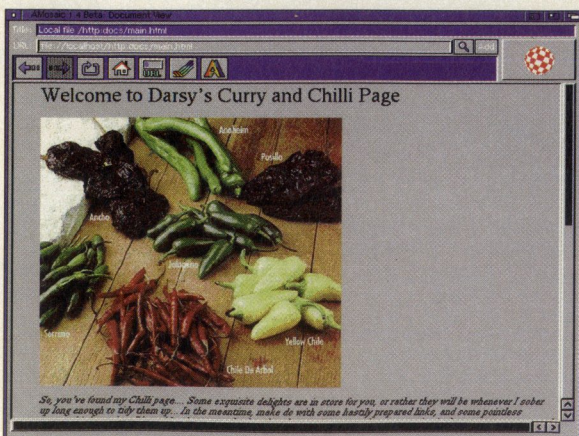 AMosaic 1.4 Beta: Document View
Title: Local file /http docs/main.html
URL: file://localhost/http docs/main.html
Add
Welcome to Darsy's Curry and Chilli Page
Anaheim
Pasilla
Ancho
Jalapeno
Serrano
Yellow Chile
Chile De Arbol
So, you've found my Chilli page.... Some exquisite delights are in store for you, or rather they will be whenever I sober
up long enough to tidy them up... In the meantime, make do with some hastily prepared links, and some pointless